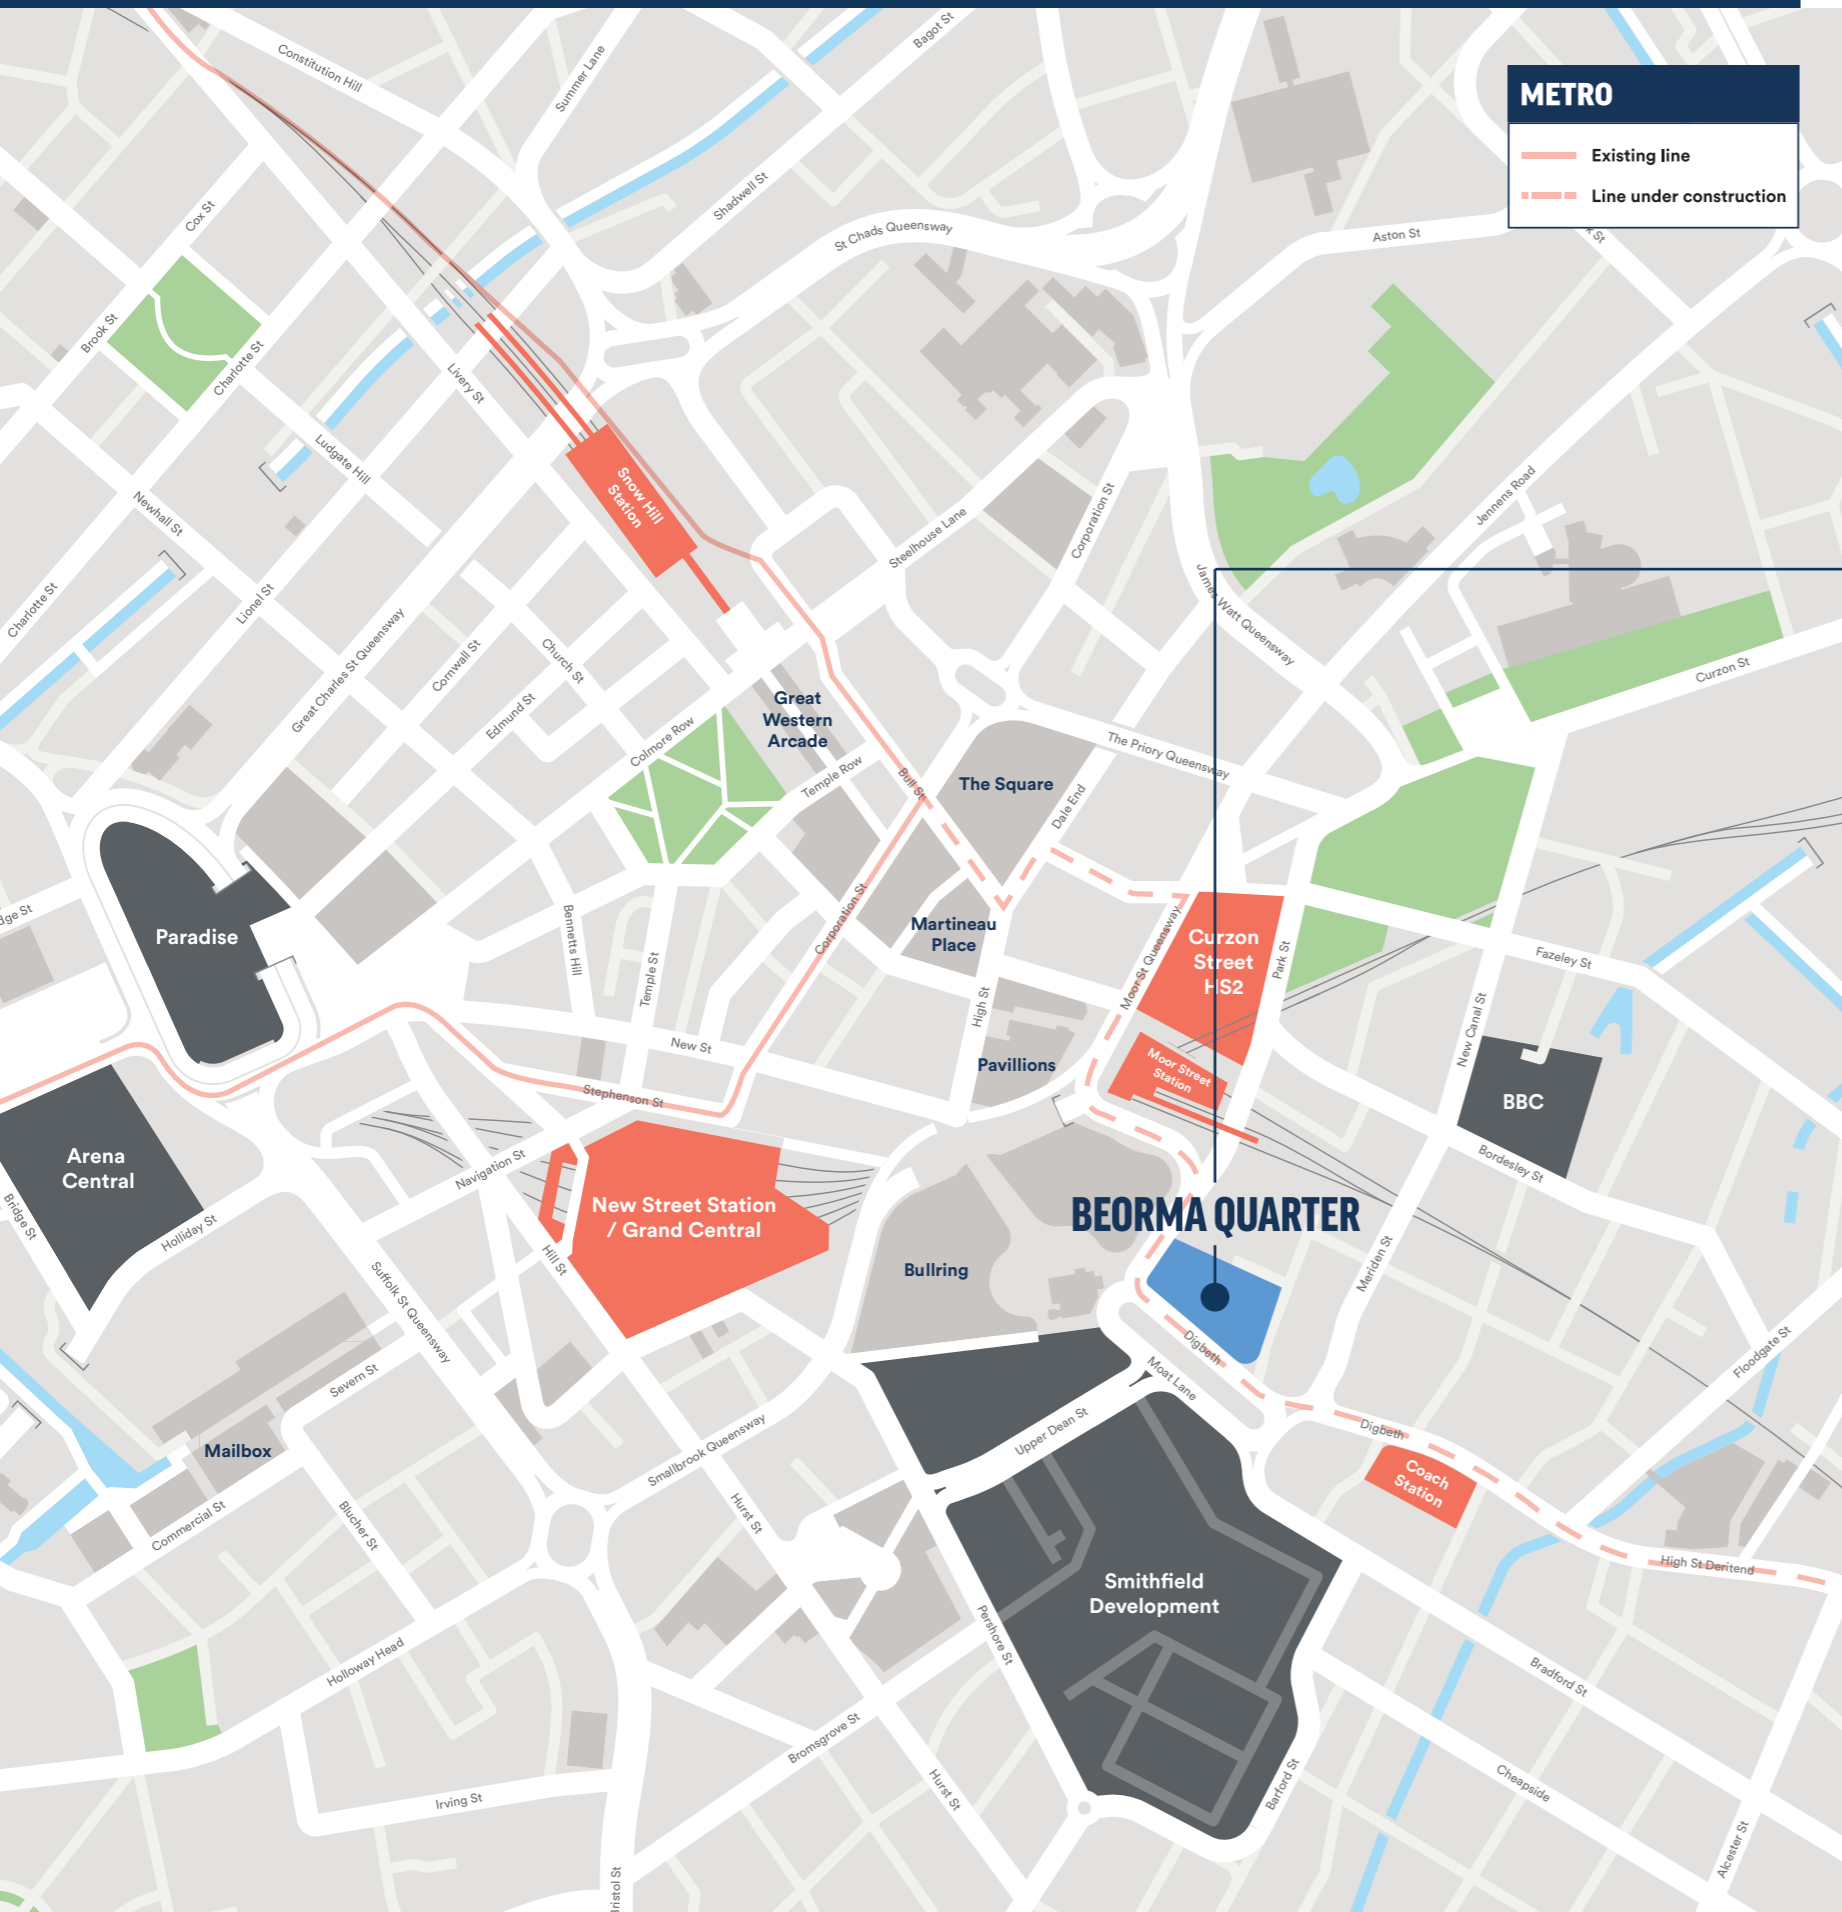 METRO
Existing line
Line under construction
Constitution Hill
Summer Lane
Bagot St
Shadwell St
St Chads Queensway
Aston St
Cox St
Brook St
Charlotte St
Livery St
Ludgate Hill
Newhall St
Snow Hill
Station
Steelhouse Lane
Corporation St
Jennens Road
James Watt Queensway
Charlotte St
Lionel St
Great Charles St Queensway
Cornwall St
Church St
Edmund St
Colmore Row
Curzon St
Great
Western
Arcade
Temple Row
Bull St
The Square
Dale End
The Priory Queensway
Paradise
Bennetts Hill
Temple St
Corporation St
Martineau
Place
Moor St Queensway
Curzon
Street
HS2
Park St
Fazeley St
High St
New St
Pavillions
Moor Street
Station
New Canal St
BBC
Stephenson St
Arena
Central
Bridge St
Holliday St
Navigation St
New Street Station
/ Grand Central
Hill St
Bordesley St
BEORMA QUARTER
Bullring
Meriden St
Suffolk St Queensway
Severn St
Digbeth
Moat Lane
Floodgate St
Mailbox
Smallbrook Queensway
Upper Dean St
Digbeth
Coach
Station
Commercial St
Blucher St
Hurst St
High St Deritend
Smithfield
Development
Pershore St
Holloway Head
Bradford St
Bromsgrove St
Hurst St
Barford St
Cheapside
Irving St
Alcester St